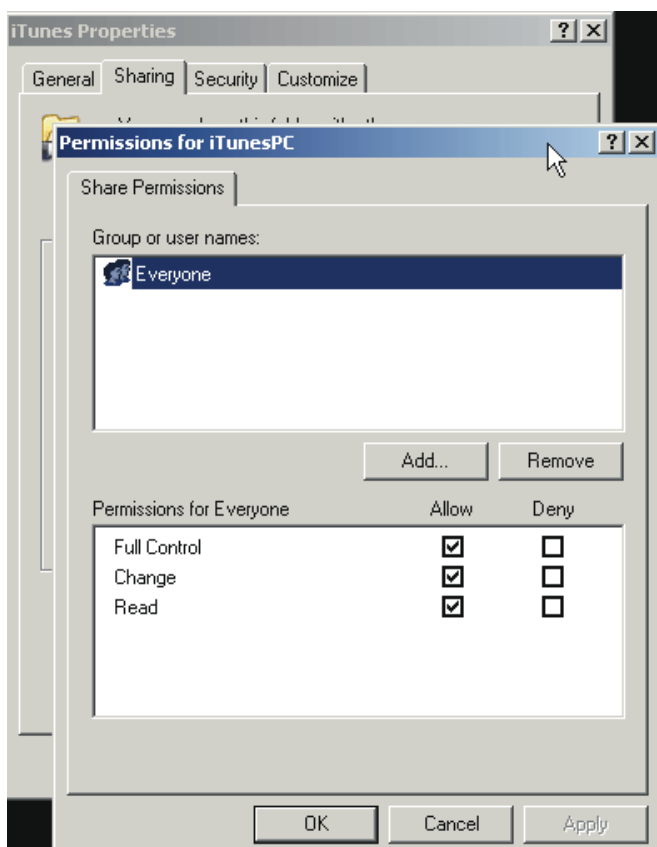 iTunes Properties
General Sharing Security Customize
Permissions for iTunesPC
Share Permissions
Group or user names:
Everyone
Add... Remove
Permissions for Everyone Allow Deny
Full Control
Change
Read
OK Cancel Apply